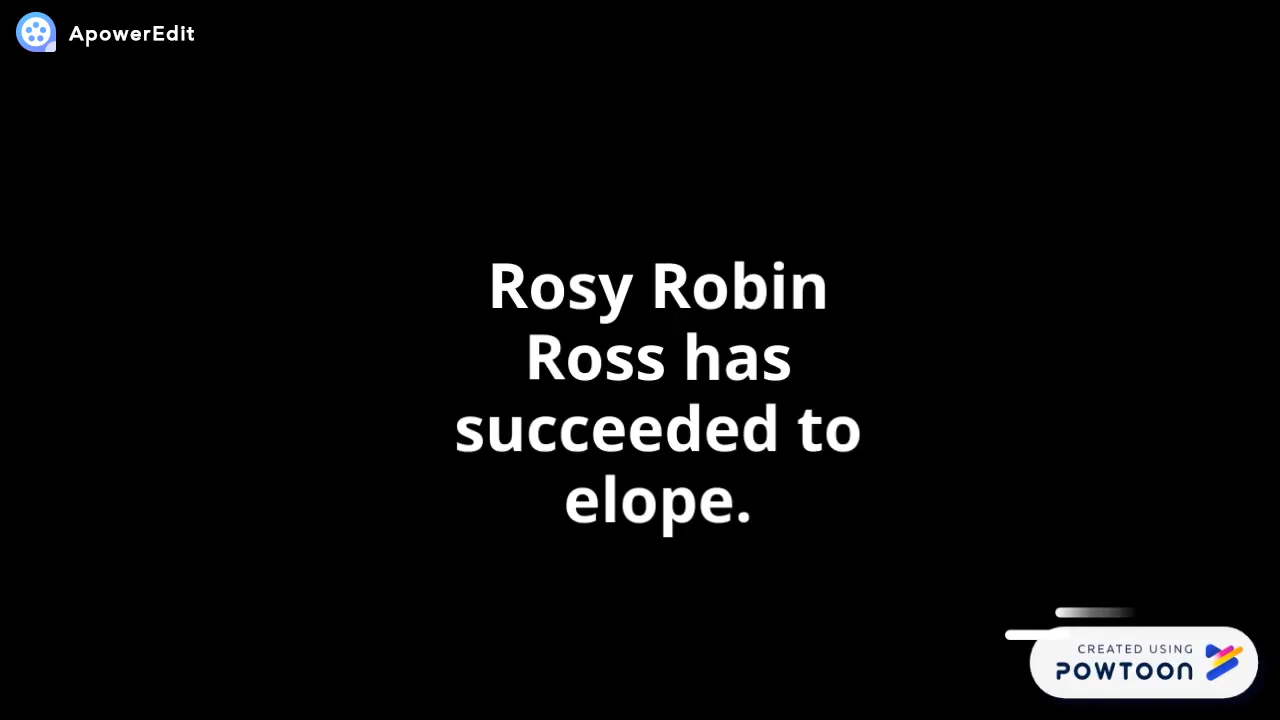 ApowerEdit
Rosy Robin
Ross has
succeeded to
elope.
CREATED USING
POWTOON